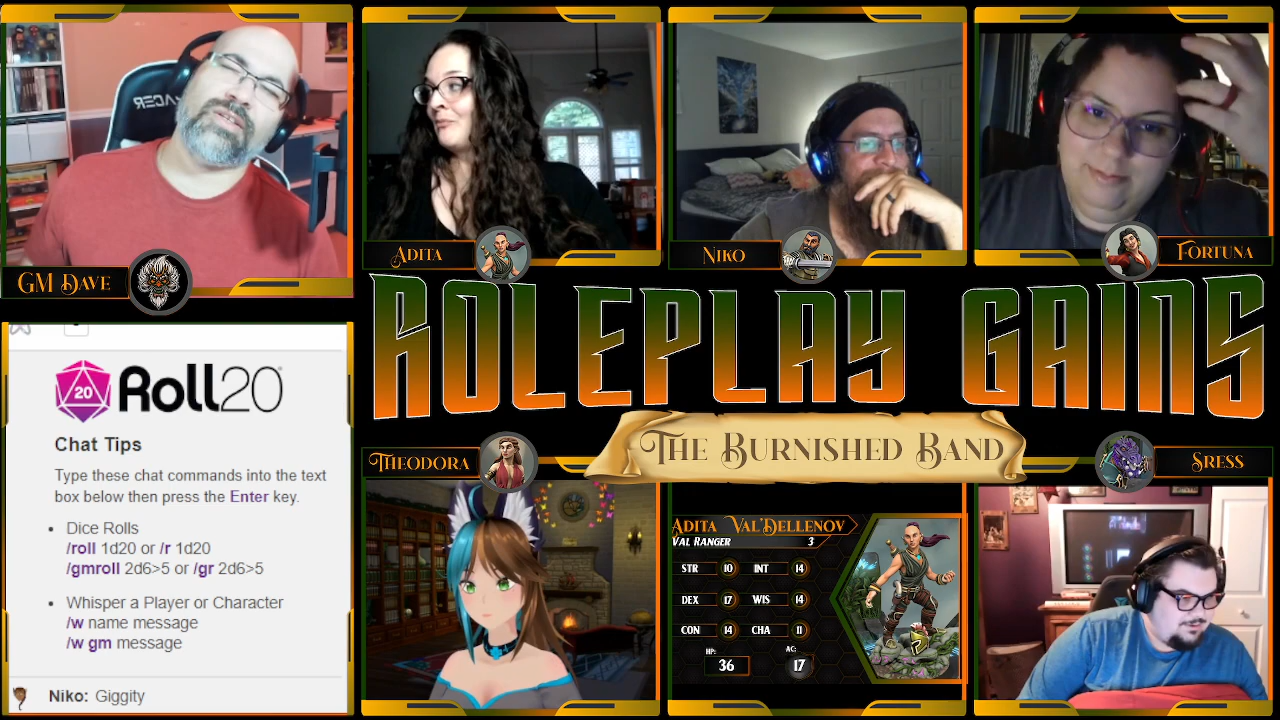 GM Dave
Adita
Niko
Fortuna
ROLEPLAY GAINS
The Burnished Band
Theodora
Sress
20
Roll20
Chat Tips
Type these chat commands into the text
box below then press the Enter key.
• Dice Rolls
/roll 1d20 or /r 1d20
/gmroll 2d6>5 or /gr 2d6>5
• Whisper a Player or Character
/w name message
/w gm message
Niko: Giggity
Adita Val'Dellenov
Val Ranger 3
STR 10 INT 14
DEX 17 WIS 14
CON 14 CHA 11
HP: AC:
36 17